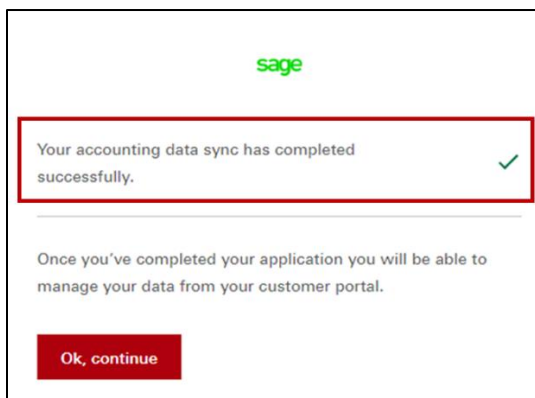 sage
Your accounting data sync has completed
successfully.
Once you've completed your application you will be able to
manage your data from your customer portal.
Ok, continue